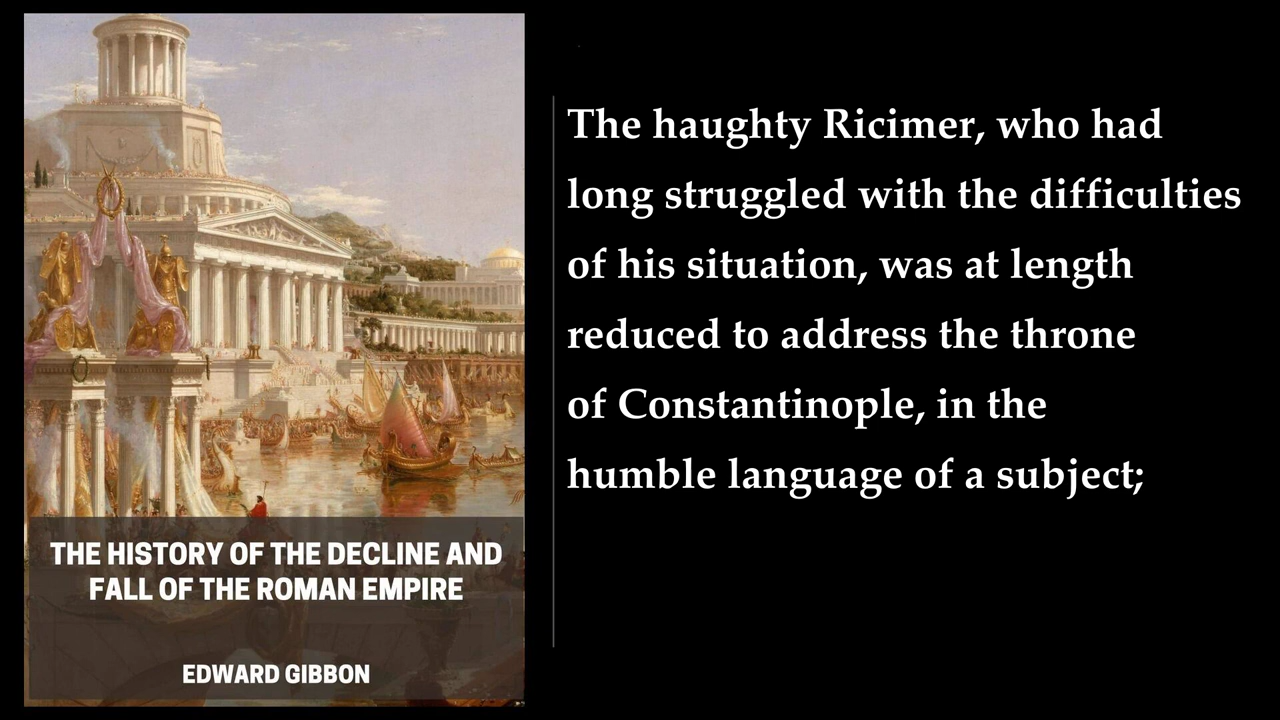 THE HISTORY OF THE DECLINE AND
FALL OF THE ROMAN EMPIRE
EDWARD GIBBON
The haughty Ricimer, who had
long struggled with the difficulties
of his situation, was at length
reduced to address the throne
of Constantinople, in the
humble language of a subject;